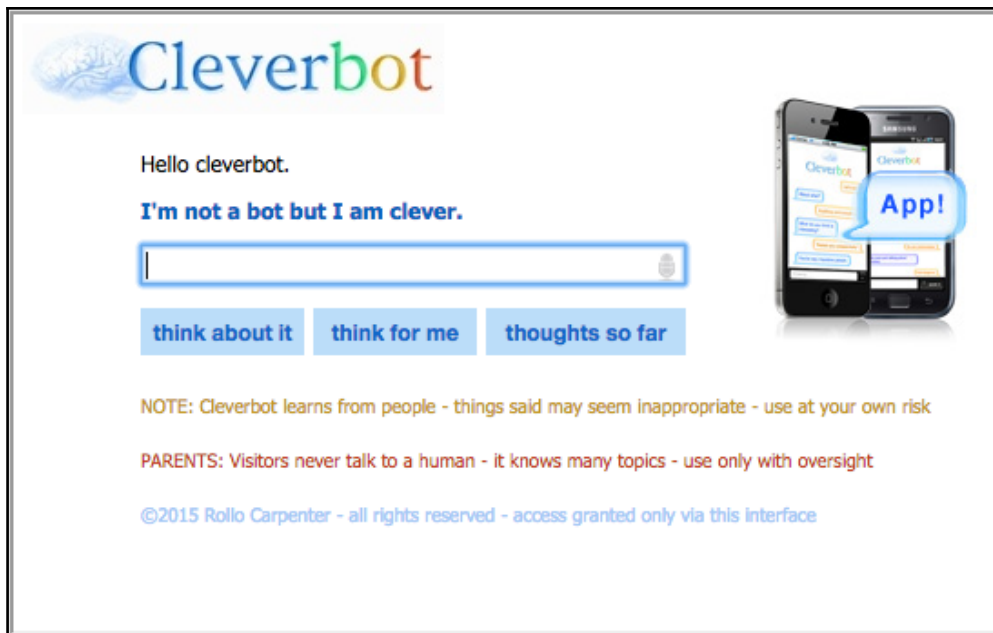 Cleverbot
Hello cleverbot.
I'm not a bot but I am clever.
SAMSUNG
Cleverbot
Cleverbot
App!
think about it
think for me
thoughts so far
NOTE: Cleverbot learns from people - things said may seem inappropriate - use at your own risk
PARENTS: Visitors never talk to a human - it knows many topics - use only with oversight
©2015 Rollo Carpenter - all rights reserved - access granted only via this interface